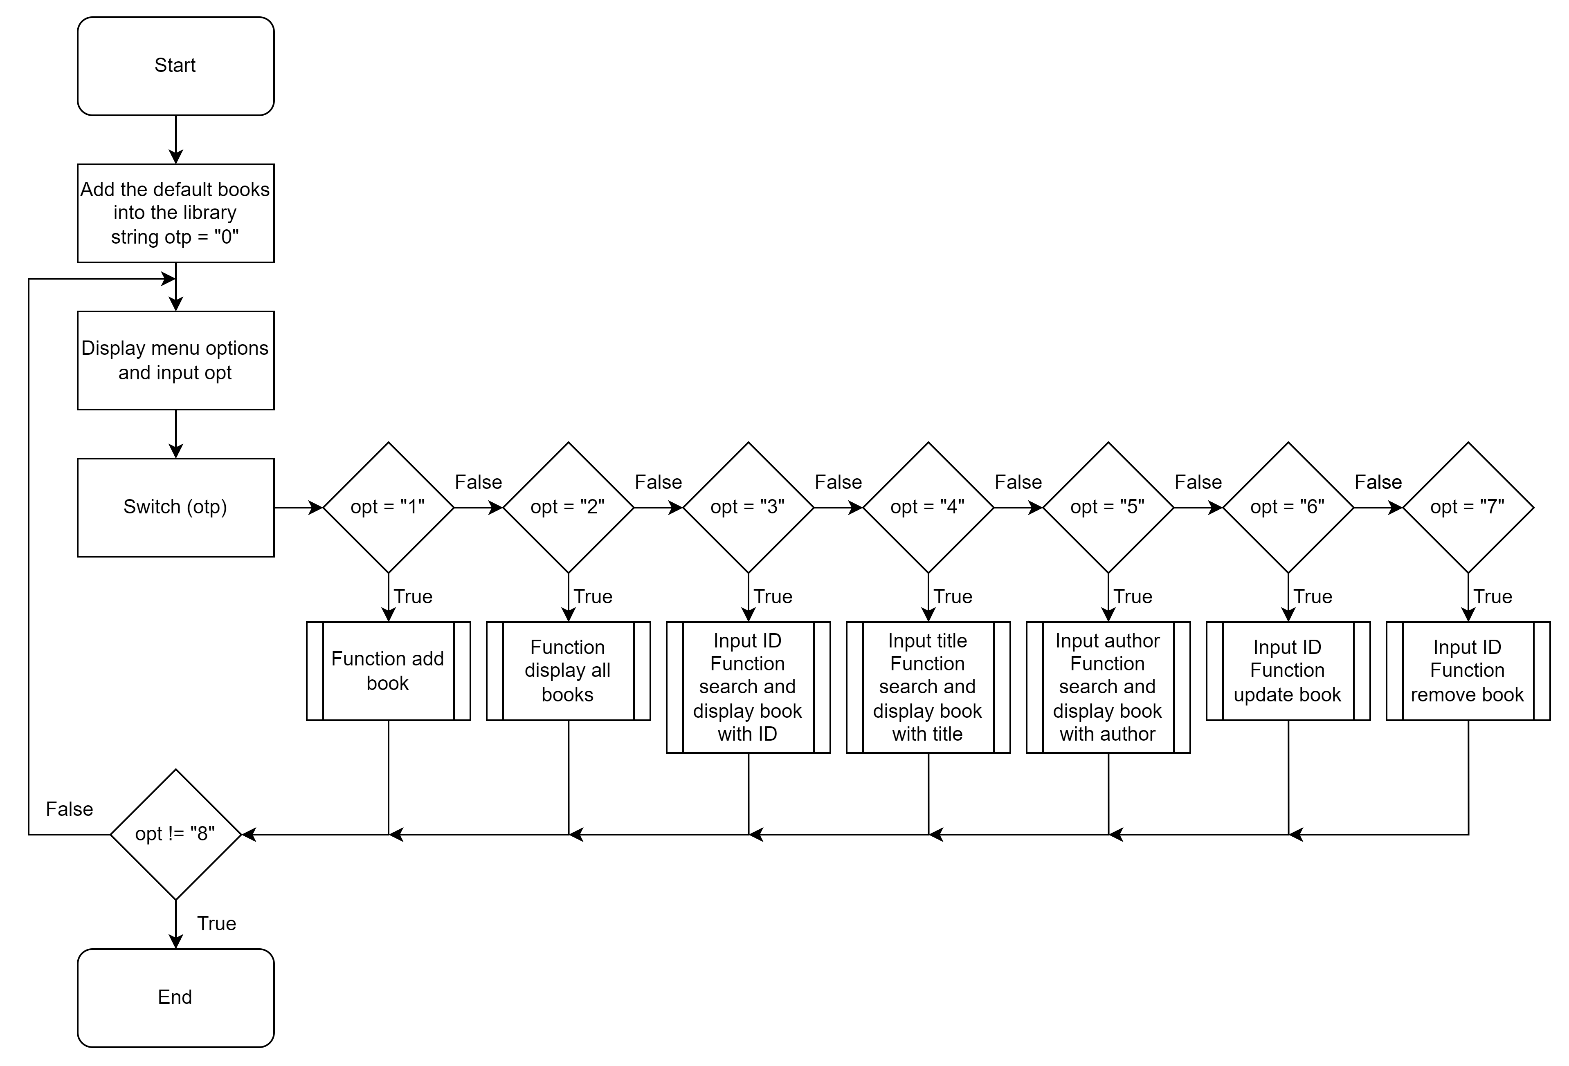 Start
Add the default books
into the library
string otp = "0"
Display menu options
and input opt
Switch (otp)
opt = "1"
False
opt = "2"
False
opt = "3"
False
opt = "4"
False
opt = "5"
False
opt = "6"
False
opt = "7"
True
True
True
True
True
True
True
Function add
book
Function
display all
books
Input ID
Function
search and
display book
with ID
Input title
Function
search and
display book
with title
Input author
Function
search and
display book
with author
Input ID
Function
update book
Input ID
Function
remove book
False
opt != "8"
True
End